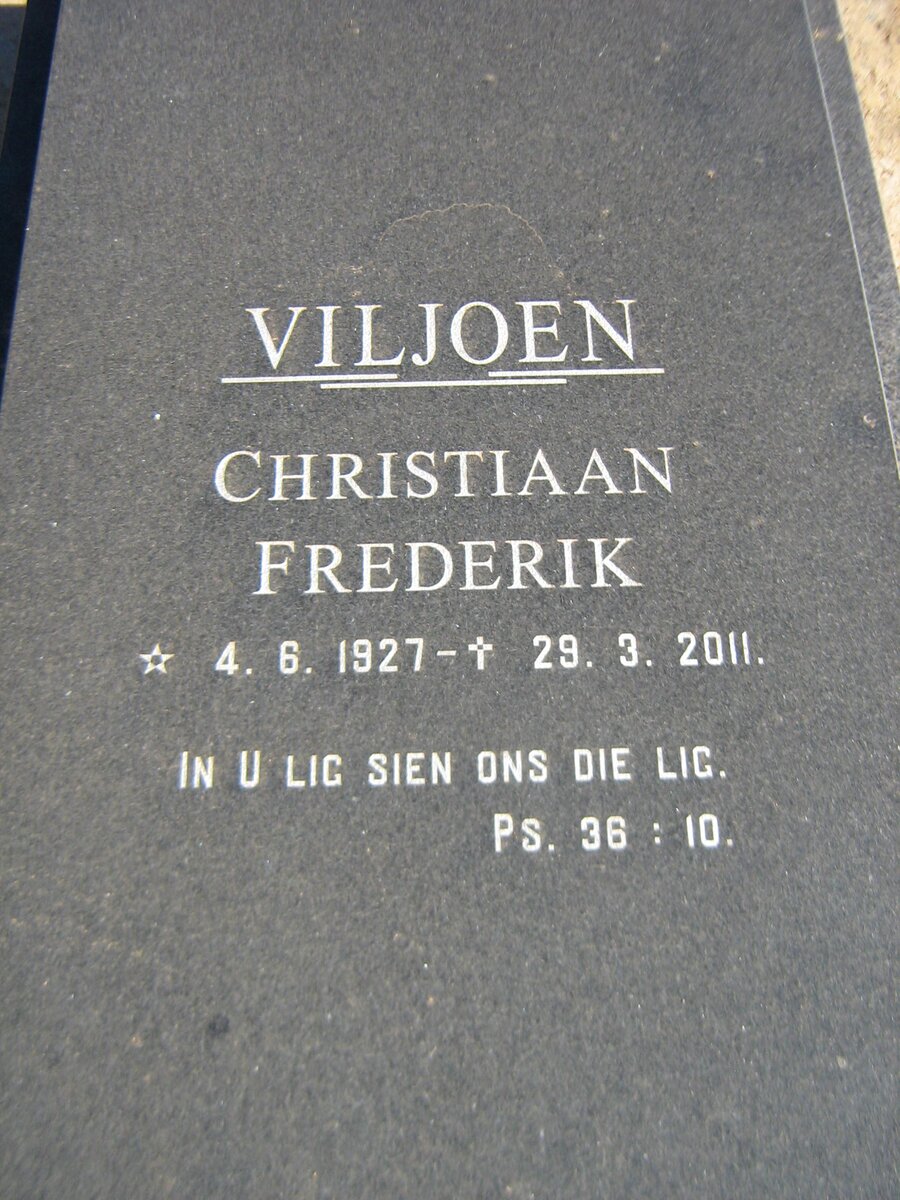 VILJOEN
CHRISTIAAN
FREDERIK
☆ 4. 6. 1927 – ✝ 29. 3. 2011.
IN U LIG SIEN ONS DIE LIG.
PS. 36 : 10.